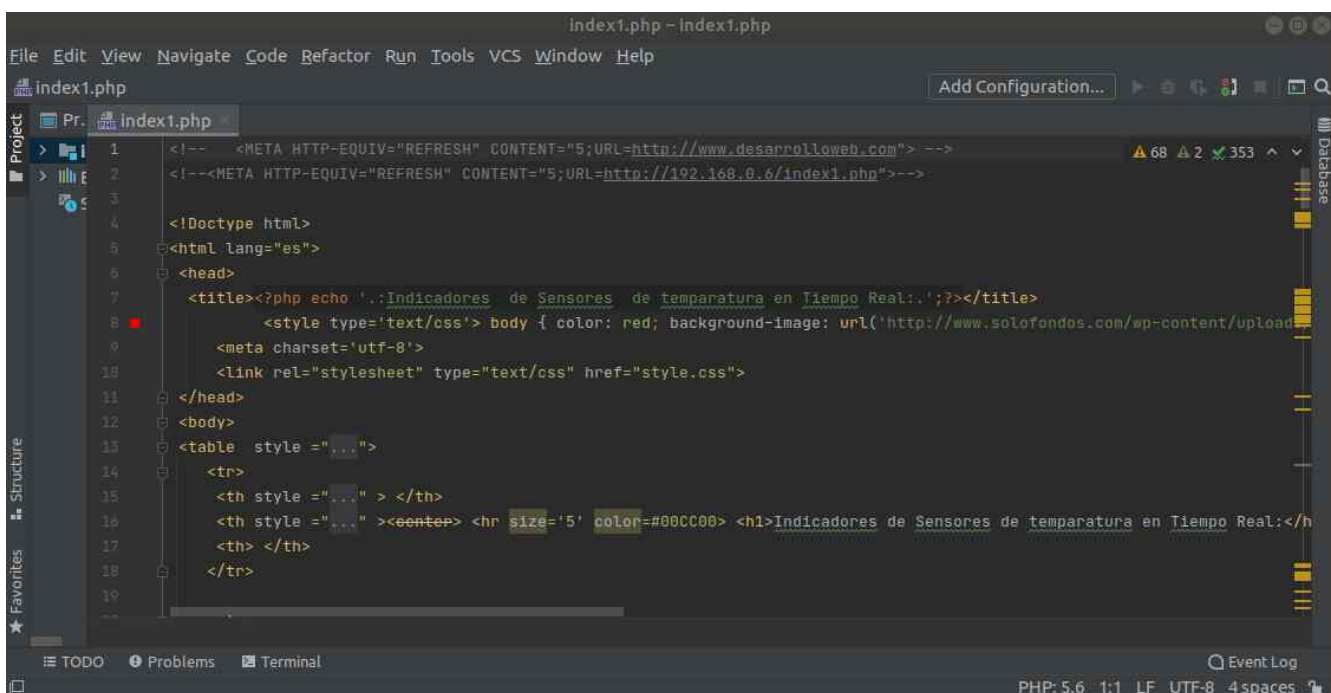 index1.php – index1.php
File Edit View Navigate Code Refactor Run Tools VCS Window Help
index1.php
Add Configuration...
Project
Pr.
index1.php
Database
1 <!-- <META HTTP-EQUIV="REFRESH" CONTENT="5;URL=http://www.desarrolloweb.com"> -->
68 2 353
2 <!--<META HTTP-EQUIV="REFRESH" CONTENT="5;URL=http://192.168.0.6/index1.php">-->
3
4 <!Doctype html>
5 <html lang="es">
6 <head>
7 <title><?php echo '.:Indicadores de Sensores de temparatura en Tiempo Real:.';?></title>
8 <style type='text/css'> body { color: red; background-image: url('http://www.solofondos.com/wp-content/upload
9 <meta charset='utf-8'>
10 <link rel="stylesheet" type="text/css" href="style.css">
11 </head>
12 <body>
13 <table style ="...">
14 <tr>
15 <th style ="..." > </th>
16 <th style ="..." ><center> <hr size='5' color=#00CC00> <h1>Indicadores de Sensores de temparatura en Tiempo Real:</h
17 <th> </th>
18 </tr>
19
Structure
Favorites
TODO Problems Terminal
Event Log
PHP: 5.6 1:1 LF UTF-8 4 spaces